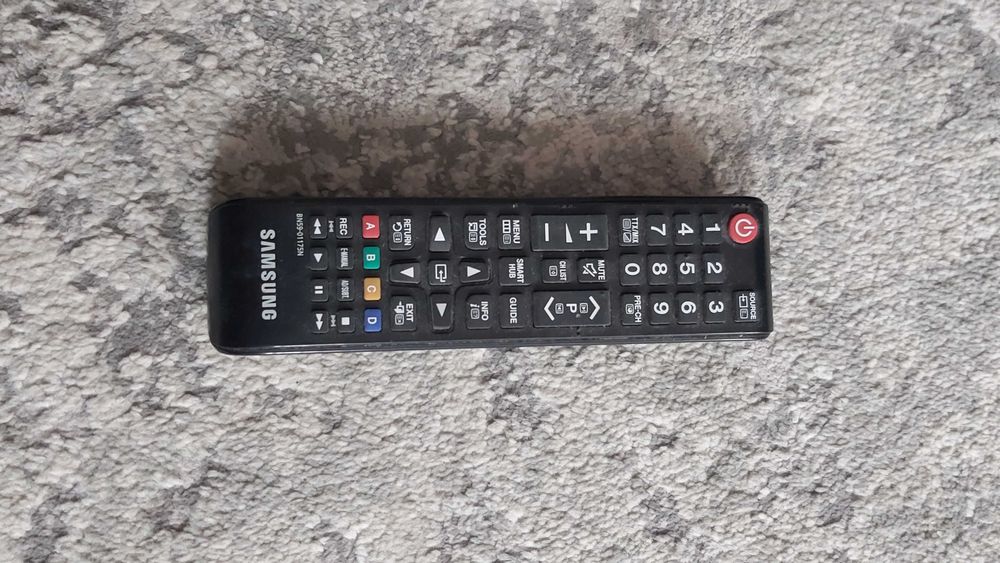 SOURCE
1 2 3
4 5 6
7 8 9
TTX/MIX 0 PRE-CH
MUTE
+
−
CH LIST
P
MENU SMART HUB GUIDE
TOOLS INFO
RETURN EXIT
A B C D
REC E-MANUAL AD/SUBT.
BN59-01175N
SAMSUNG